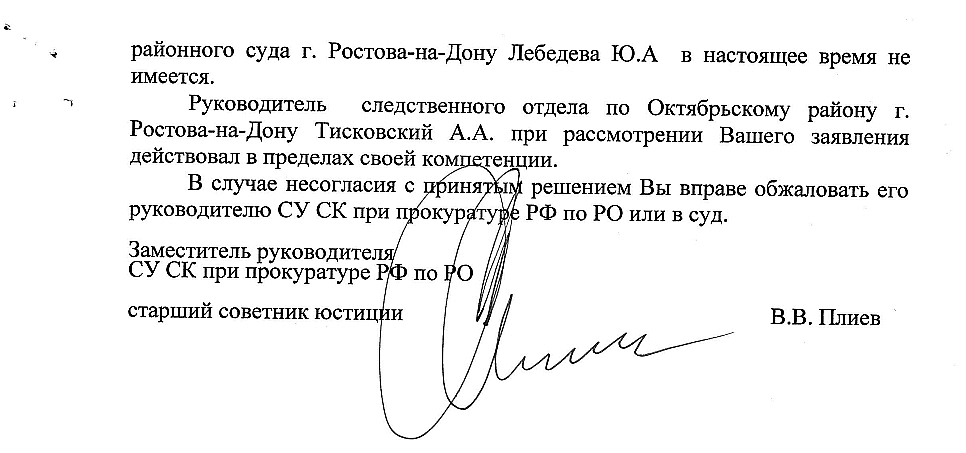 районного суда г. Ростова-на-Дону Лебедева Ю.А в настоящее время не
имеется.
Руководитель следственного отдела по Октябрьскому району г.
Ростова-на-Дону Тисковский А.А. при рассмотрении Вашего заявления
действовал в пределах своей компетенции.
В случае несогласия с принятым решением Вы вправе обжаловать его
руководителю СУ СК при прокуратуре РФ по РО или в суд.
Заместитель руководителя
СУ СК при прокуратуре РФ по РО
старший советник юстиции
В.В. Плиев